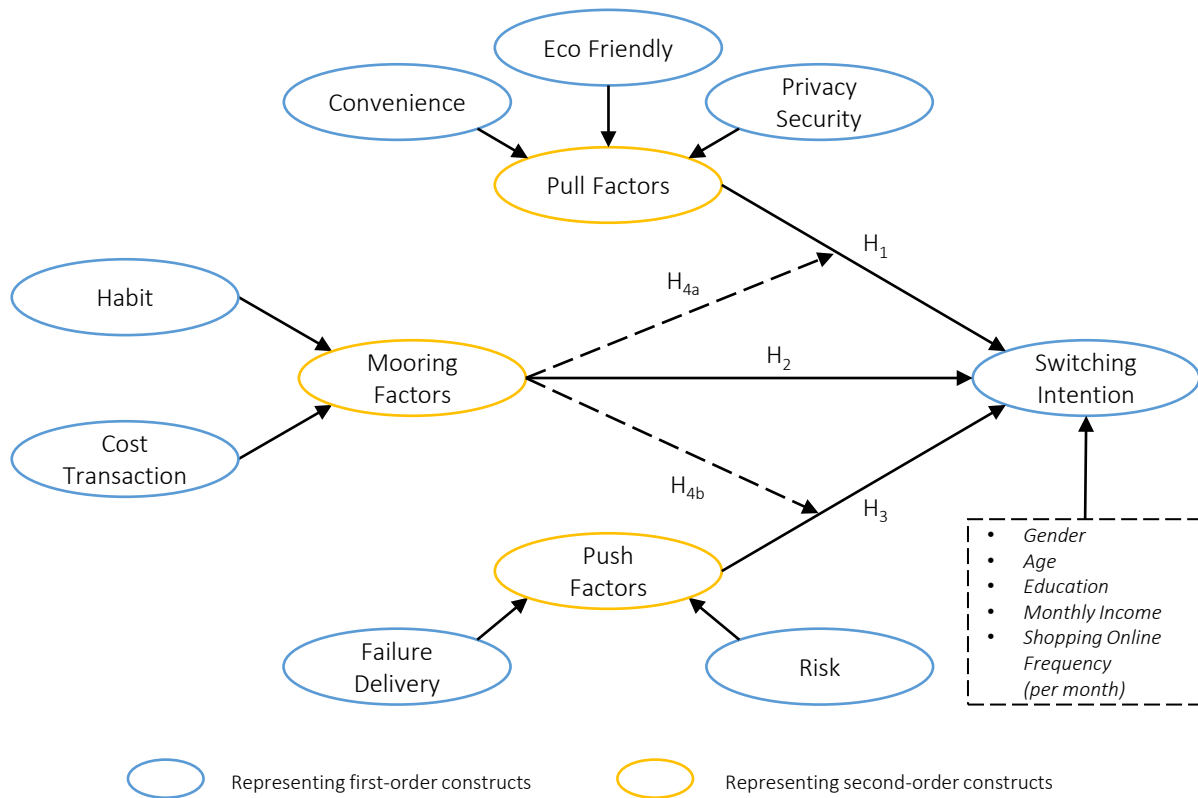 Eco Friendly
Convenience
Privacy
Security
Pull Factors
H₁
H₄ₐ
Habit
H₂
Mooring
Factors
Switching
Intention
Cost
Transaction
H₄b
H₃
Push
Factors
• Gender
• Age
• Education
• Monthly Income
• Shopping Online
Frequency
(per month)
Failure
Delivery
Risk
Representing first-order constructs
Representing second-order constructs